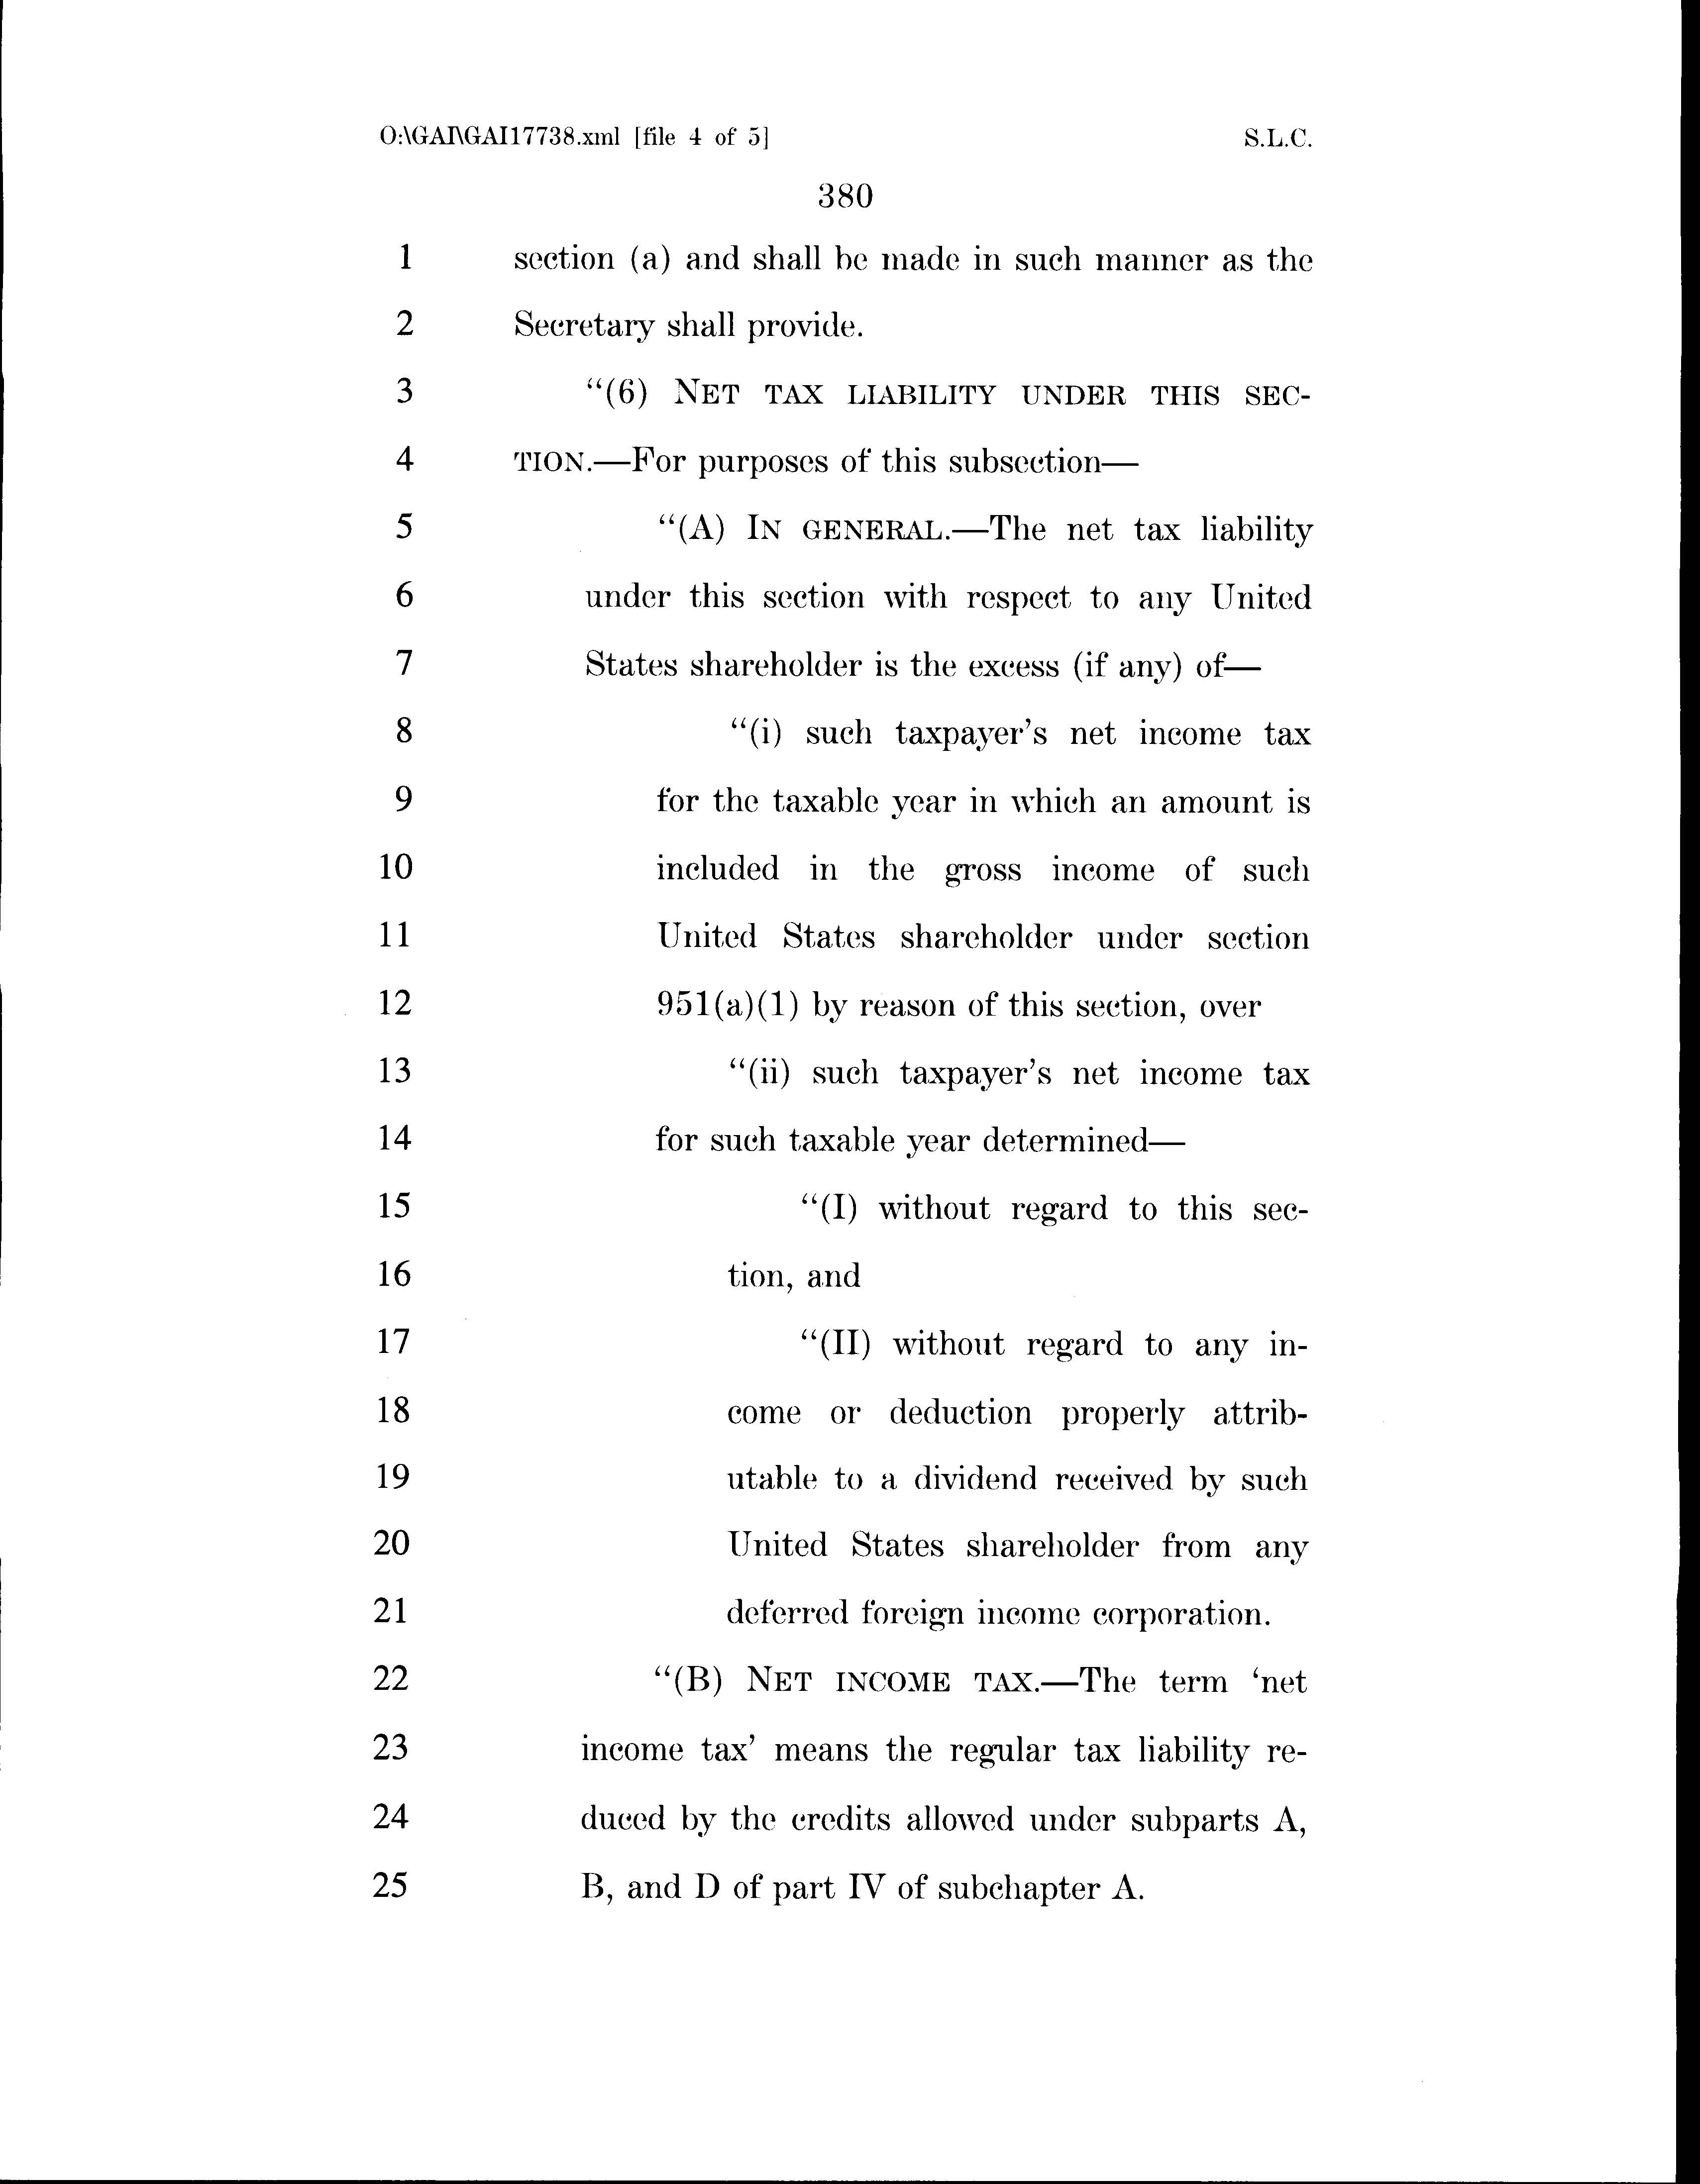 O:\GAI\GAI17738.xml [file 4 of 5] S.L.C.
380
1 section (a) and shall be made in such manner as the
2 Secretary shall provide.
3 “(6) NET TAX LIABILITY UNDER THIS SEC-
4 TION.—For purposes of this subsection—
5 “(A) IN GENERAL.—The net tax liability
6 under this section with respect to any United
7 States shareholder is the excess (if any) of—
8 “(i) such taxpayer’s net income tax
9 for the taxable year in which an amount is
10 included in the gross income of such
11 United States shareholder under section
12 951(a)(1) by reason of this section, over
13 “(ii) such taxpayer’s net income tax
14 for such taxable year determined—
15 “(I) without regard to this sec-
16 tion, and
17 “(II) without regard to any in-
18 come or deduction properly attrib-
19 utable to a dividend received by such
20 United States shareholder from any
21 deferred foreign income corporation.
22 “(B) NET INCOME TAX.—The term ‘net
23 income tax’ means the regular tax liability re-
24 duced by the credits allowed under subparts A,
25 B, and D of part IV of subchapter A.